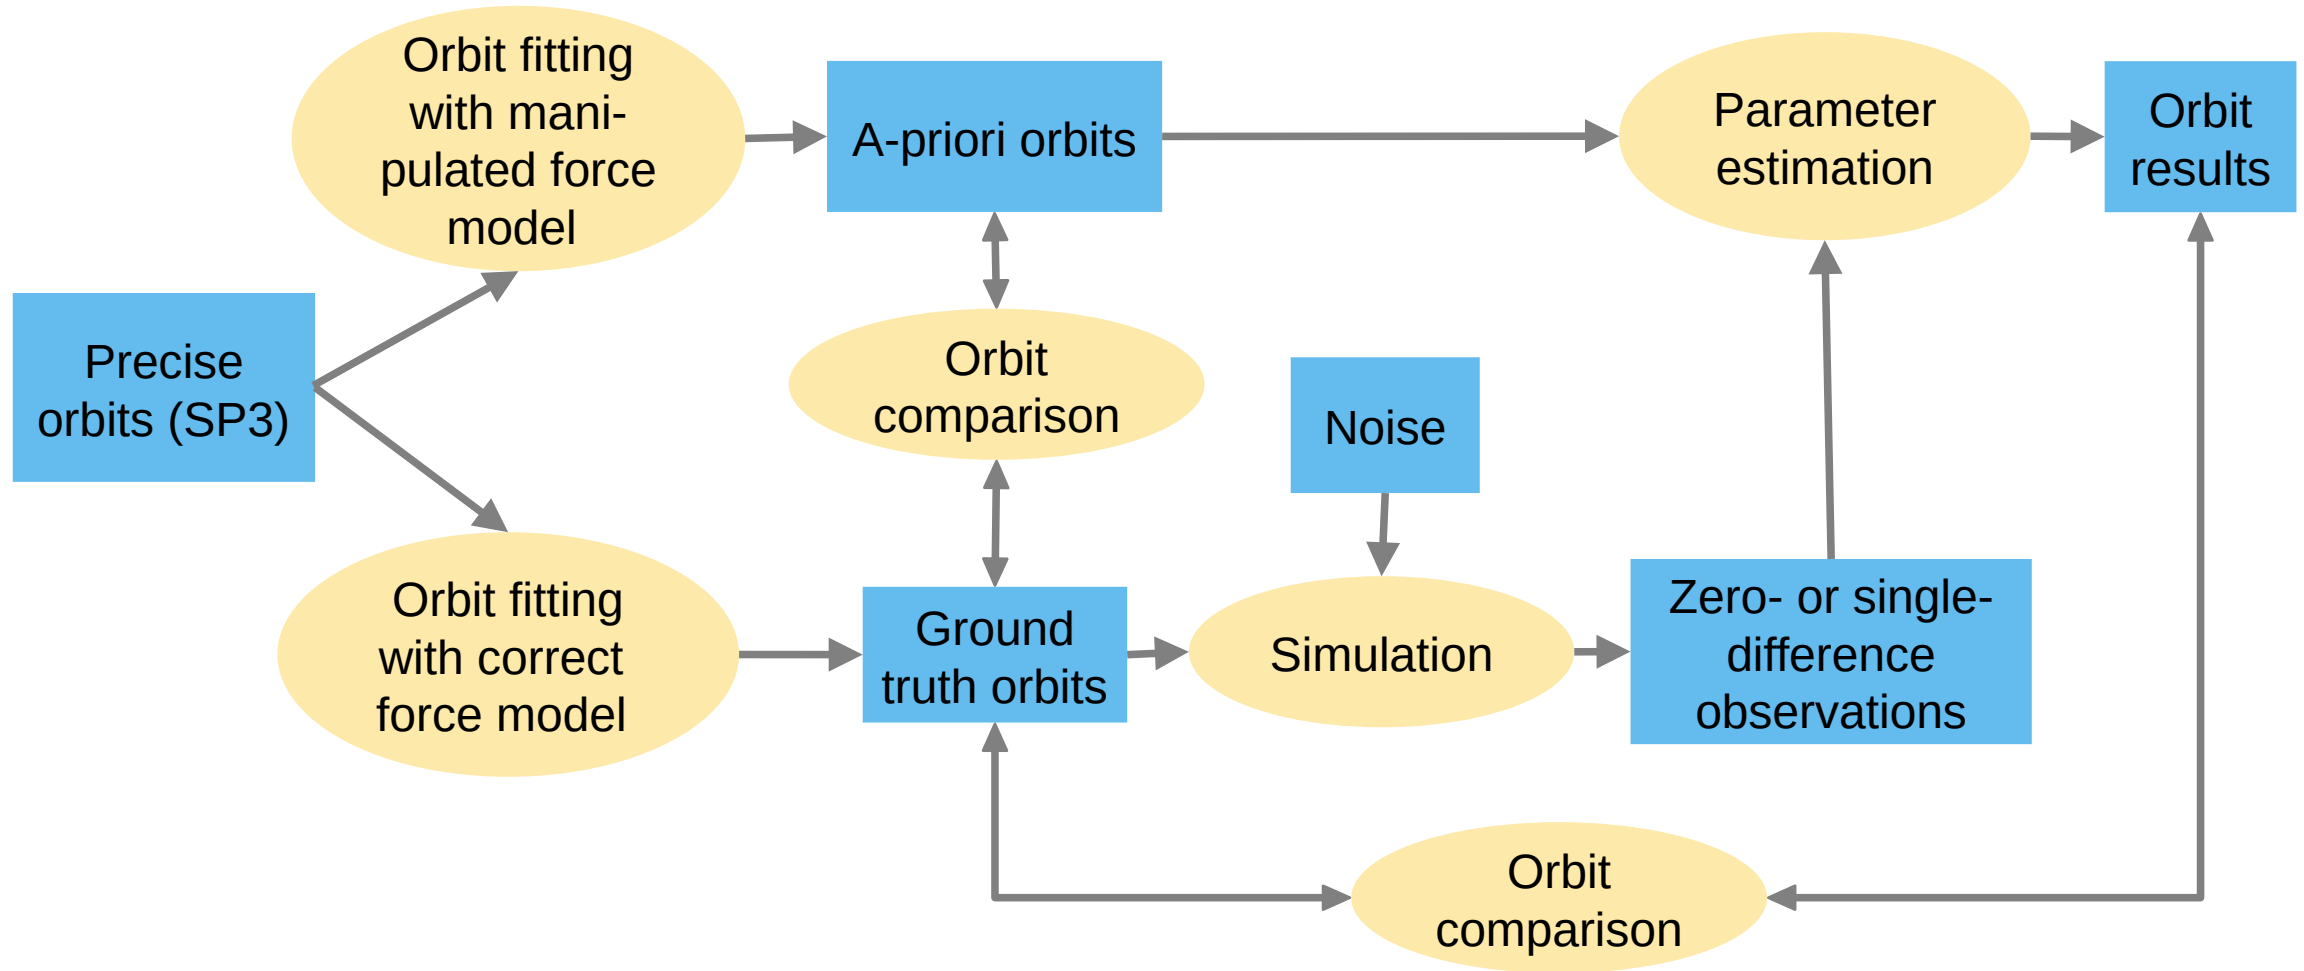 Orbit fitting
with mani-
pulated force
model
A-priori orbits
Parameter
estimation
Orbit
results
Precise
orbits (SP3)
Orbit
comparison
Noise
Orbit fitting
with correct
force model
Ground
truth orbits
Simulation
Zero- or single-
difference
observations
Orbit
comparison